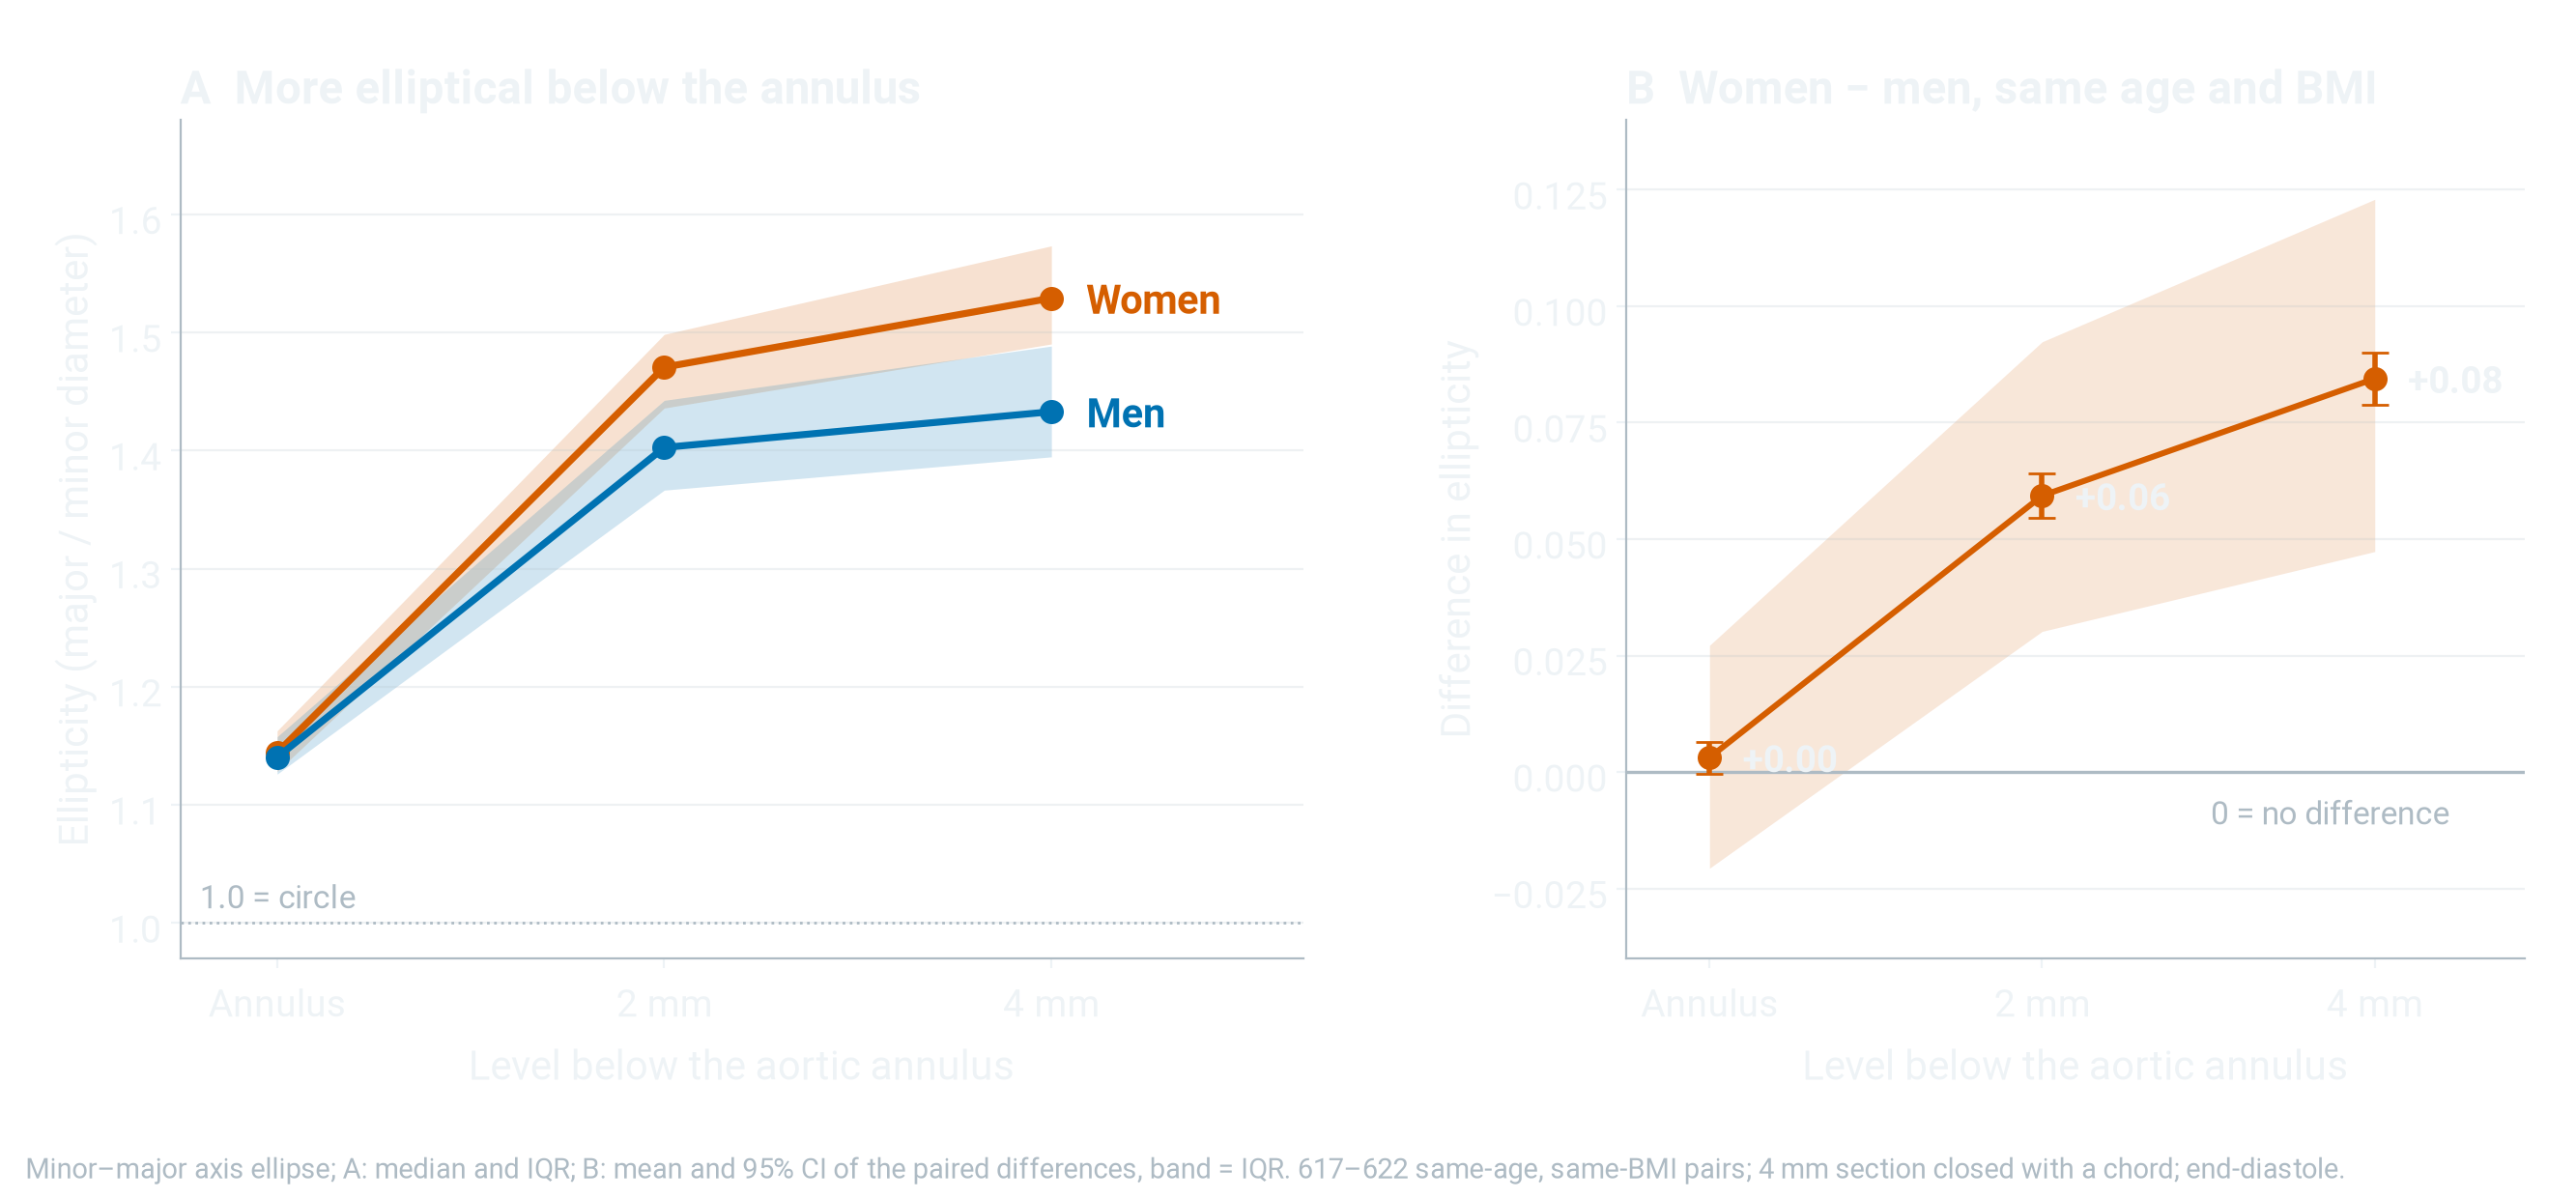 A More elliptical below the annulus
Ellipticity (major / minor diameter)
1.6
1.5
1.4
1.3
1.2
1.1
1.0
Women
Men
1.0 = circle
Annulus
2 mm
4 mm
Level below the aortic annulus
B Women − men, same age and BMI
Difference in ellipticity
0.125
0.100
0.075
0.050
0.025
0.000
−0.025
+0.00
+0.06
+0.08
0 = no difference
Annulus
2 mm
4 mm
Level below the aortic annulus
Minor–major axis ellipse; A: median and IQR; B: mean and 95% CI of the paired differences, band = IQR. 617–622 same-age, same-BMI pairs; 4 mm section closed with a chord; end-diastole.